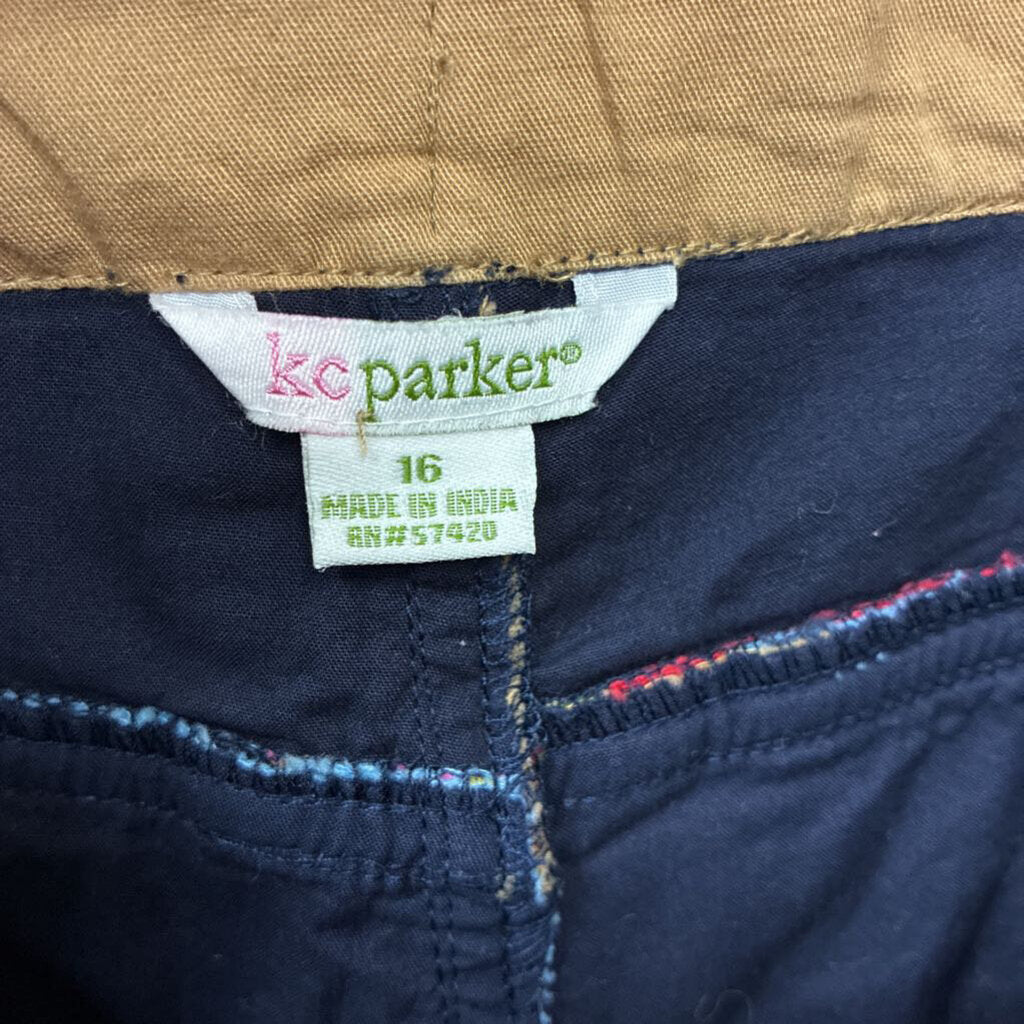 kc parker®
16
MADE IN INDIA
RN#57420